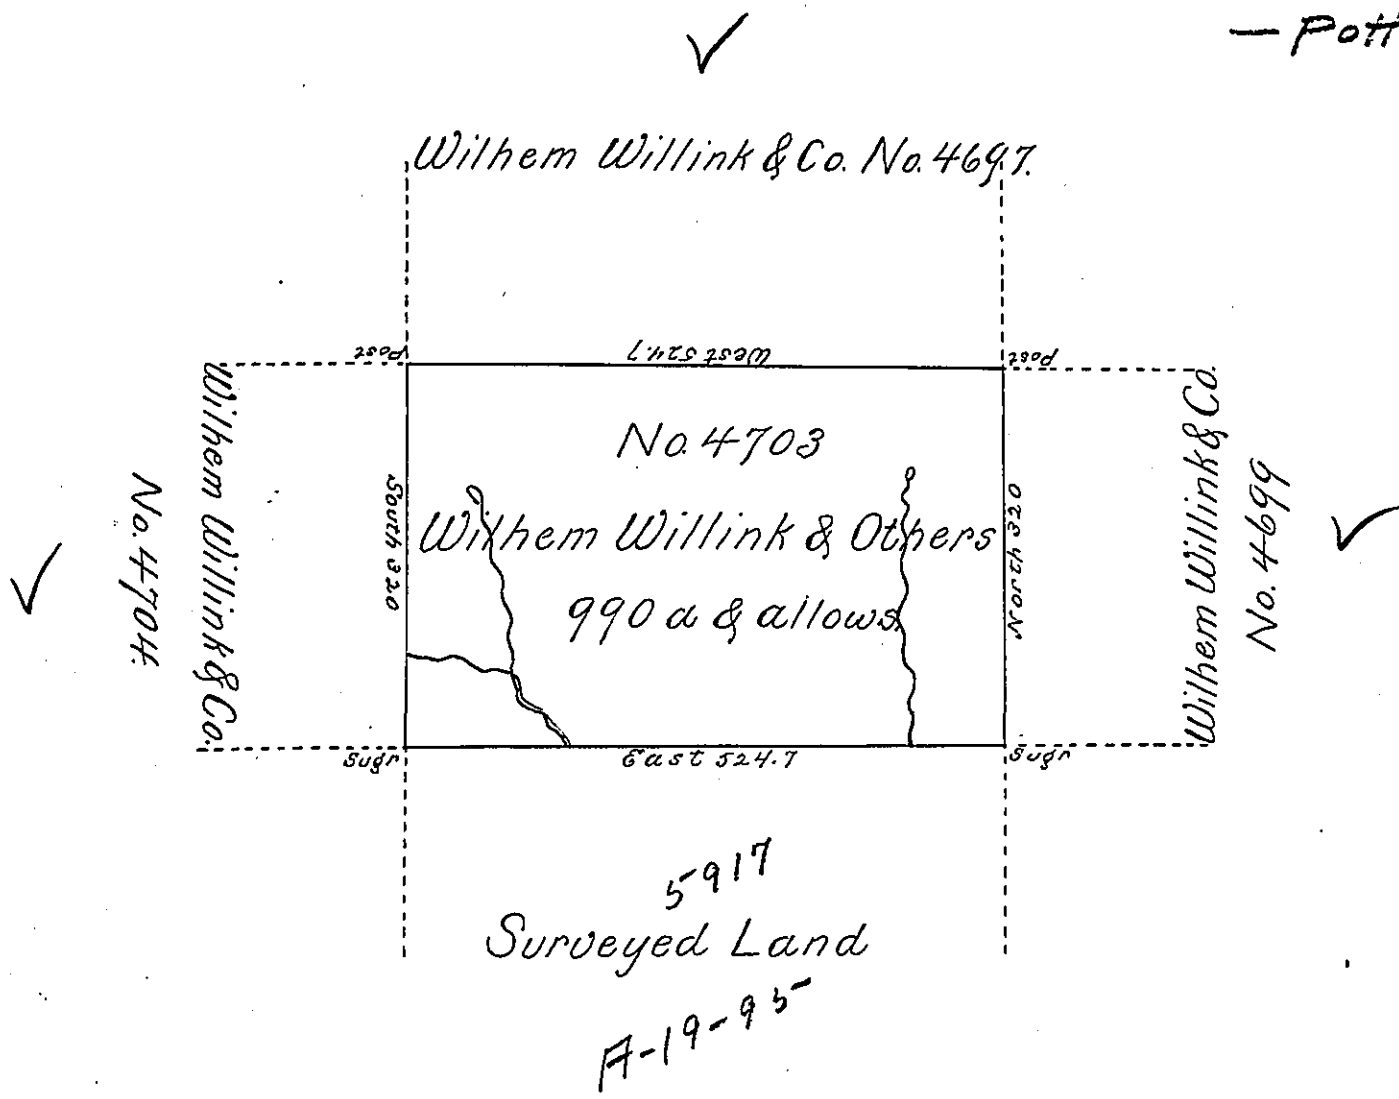 — Pott
Wilhem Willink & Co. No. 4697.
Post
West 524.7
Post
Wilhem Willink & Co.
No. 4704.
South 320
No. 4703
Wilhem Willink & Others
990 a & allows.
North 320
Wilhem Willink & Co.
No. 4699
Sugr
East 524.7
Sugr
5917
Surveyed Land
A-19-95